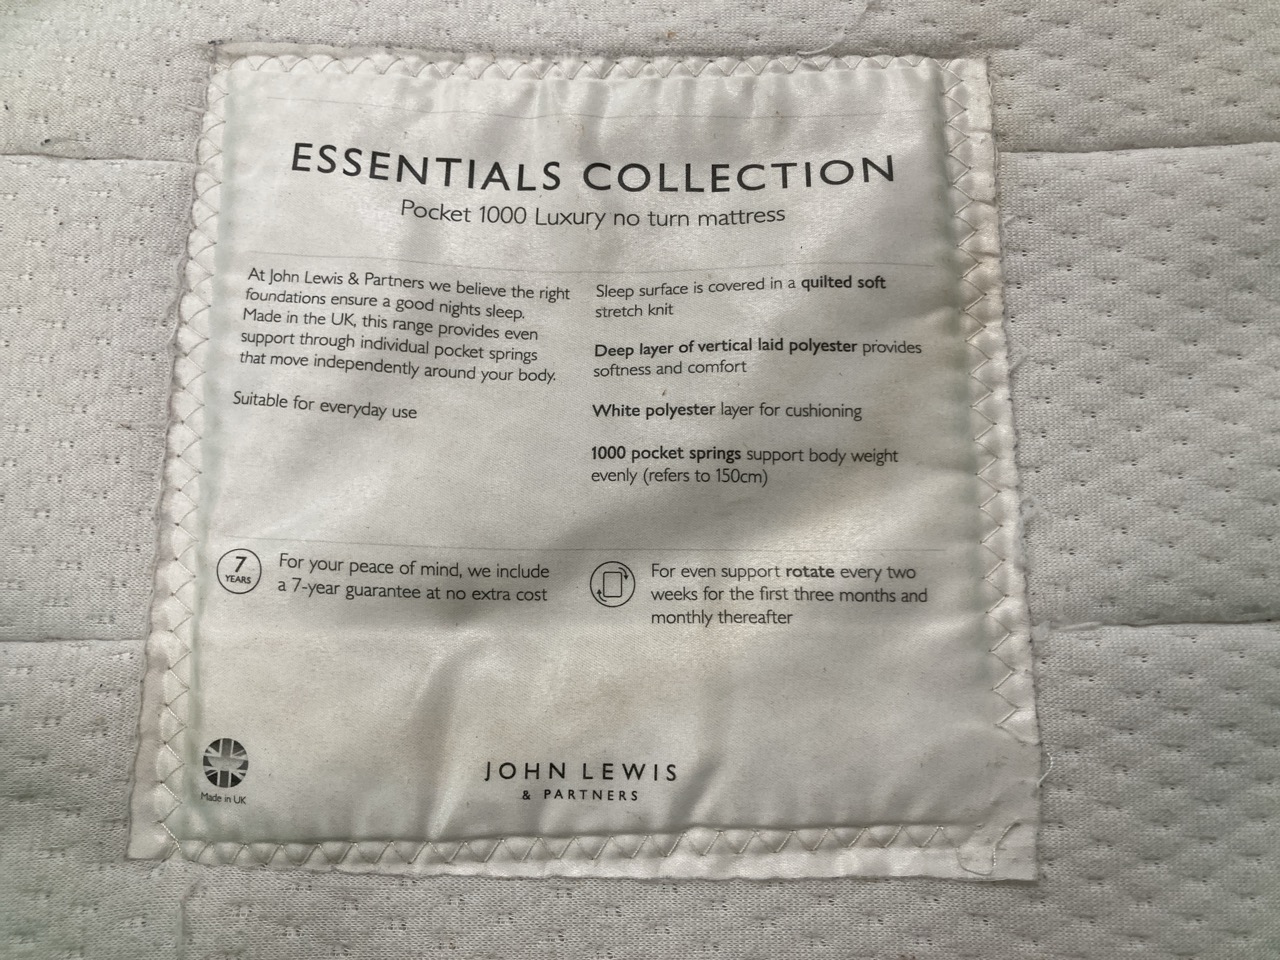 ESSENTIALS COLLECTION
Pocket 1000 Luxury no turn mattress
At John Lewis & Partners we believe the right
foundations ensure a good nights sleep.
Made in the UK, this range provides even
support through individual pocket springs
that move independently around your body.
Suitable for everyday use
Sleep surface is covered in a quilted soft
stretch knit
Deep layer of vertical laid polyester provides
softness and comfort
White polyester layer for cushioning
1000 pocket springs support body weight
evenly (refers to 150cm)
7
YEARS
For your peace of mind, we include
a 7-year guarantee at no extra cost
For even support rotate every two
weeks for the first three months and
monthly thereafter
Made in UK
JOHN LEWIS
& PARTNERS